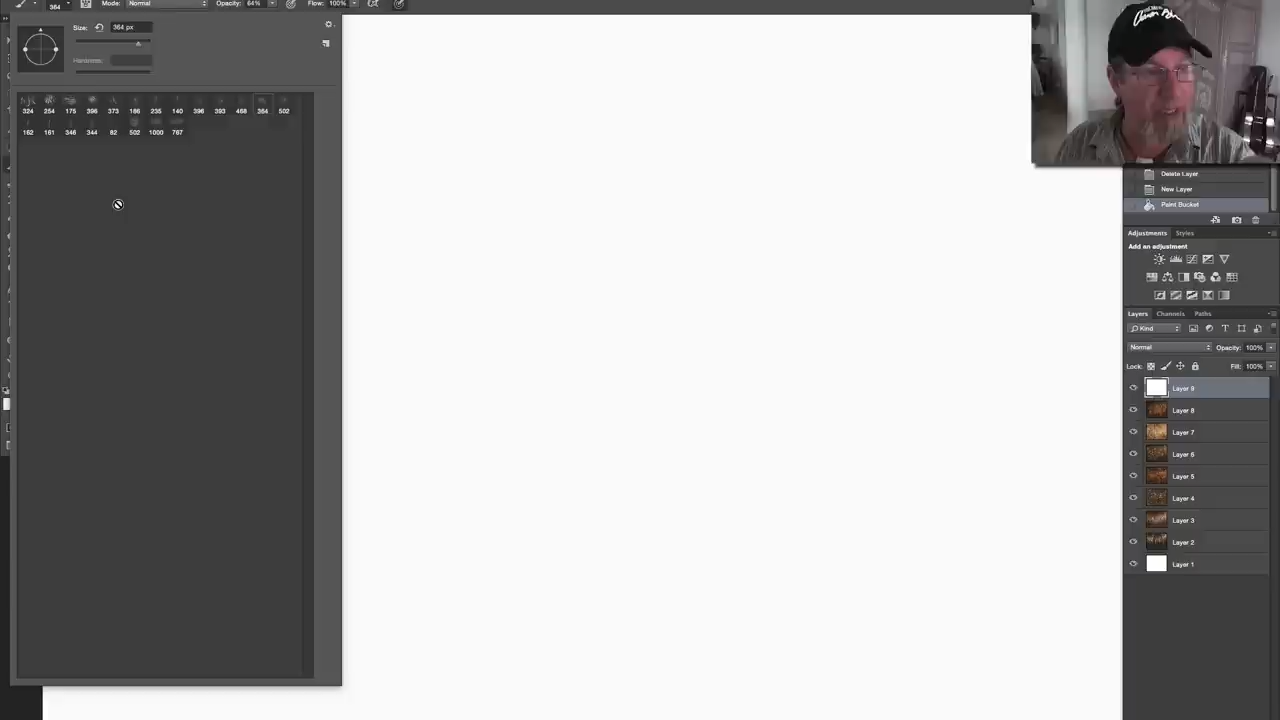 364 Mode: Normal Opacity: 64% Flow: 100%
Size: 364 px
Hardness:
324 254 175 396 373 186 235 140 396 393 468 364 502
162 161 346 344 82 502 1000 767
Delete Layer
New Layer
Paint Bucket
Adjustments Styles
Add an adjustment
Layers Channels Paths
Kind
Normal Opacity: 100%
Lock: Fill: 100%
Layer 9
Layer 8
Layer 7
Layer 6
Layer 5
Layer 4
Layer 3
Layer 2
Layer 1